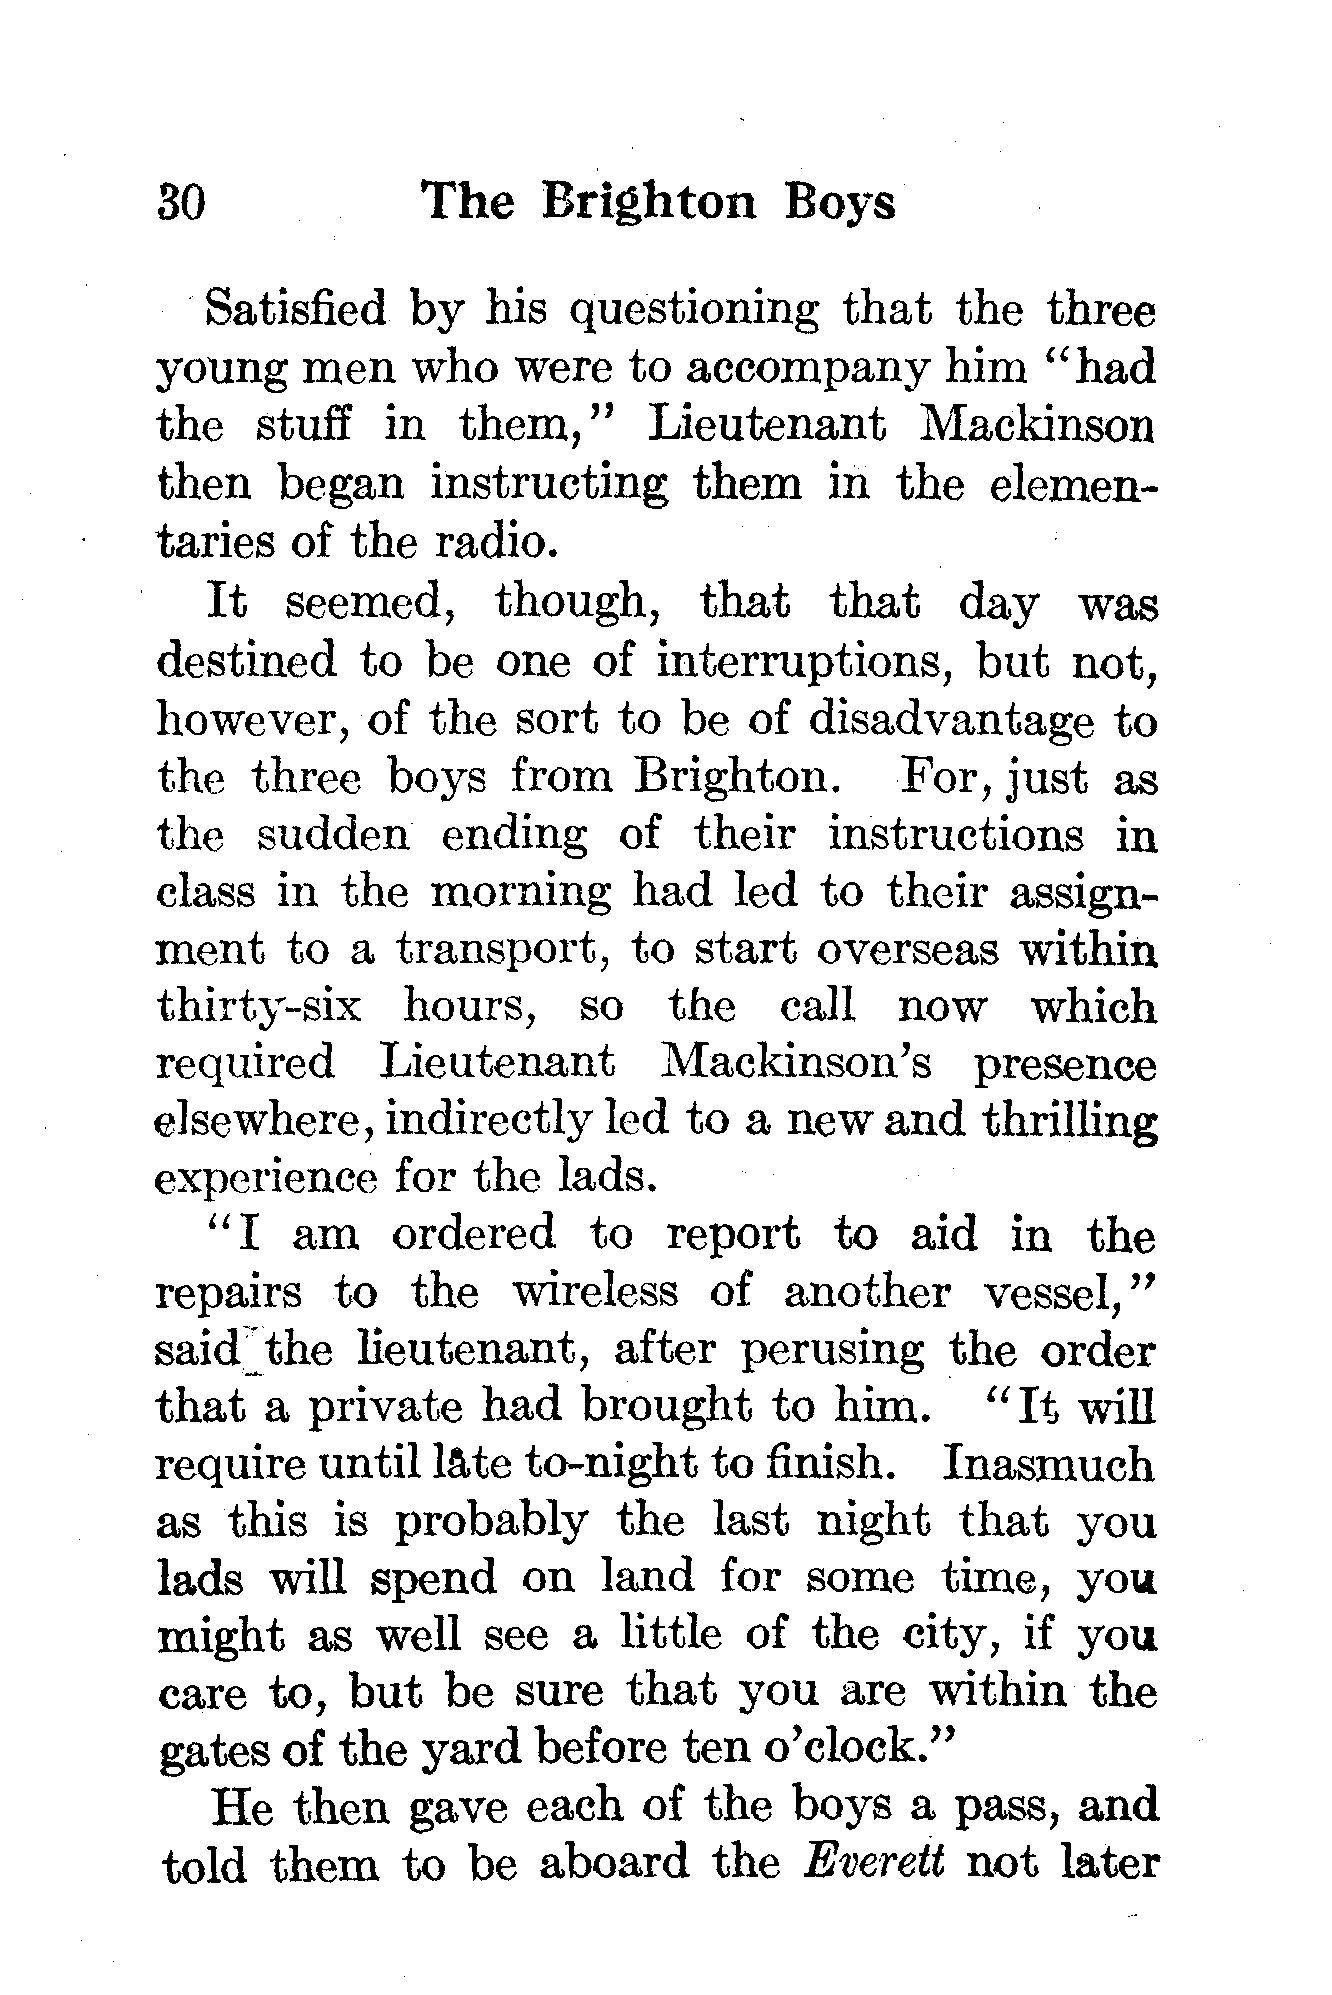 30 The Brighton Boys
Satisfied by his questioning that the three
young men who were to accompany him “had
the stuff in them,” Lieutenant Mackinson
then began instructing them in the elemen-
taries of the radio.
It seemed, though, that that day was
destined to be one of interruptions, but not,
however, of the sort to be of disadvantage to
the three boys from Brighton. For, just as
the sudden ending of their instructions in
class in the morning had led to their assign-
ment to a transport, to start overseas within
thirty-six hours, so the call now which
required Lieutenant Mackinson’s presence
elsewhere, indirectly led to a new and thrilling
experience for the lads.
“I am ordered to report to aid in the
repairs to the wireless of another vessel,”
said the lieutenant, after perusing the order
that a private had brought to him. “It will
require until late to-night to finish. Inasmuch
as this is probably the last night that you
lads will spend on land for some time, you
might as well see a little of the city, if you
care to, but be sure that you are within the
gates of the yard before ten o’clock.”
He then gave each of the boys a pass, and
told them to be aboard the Everett not later